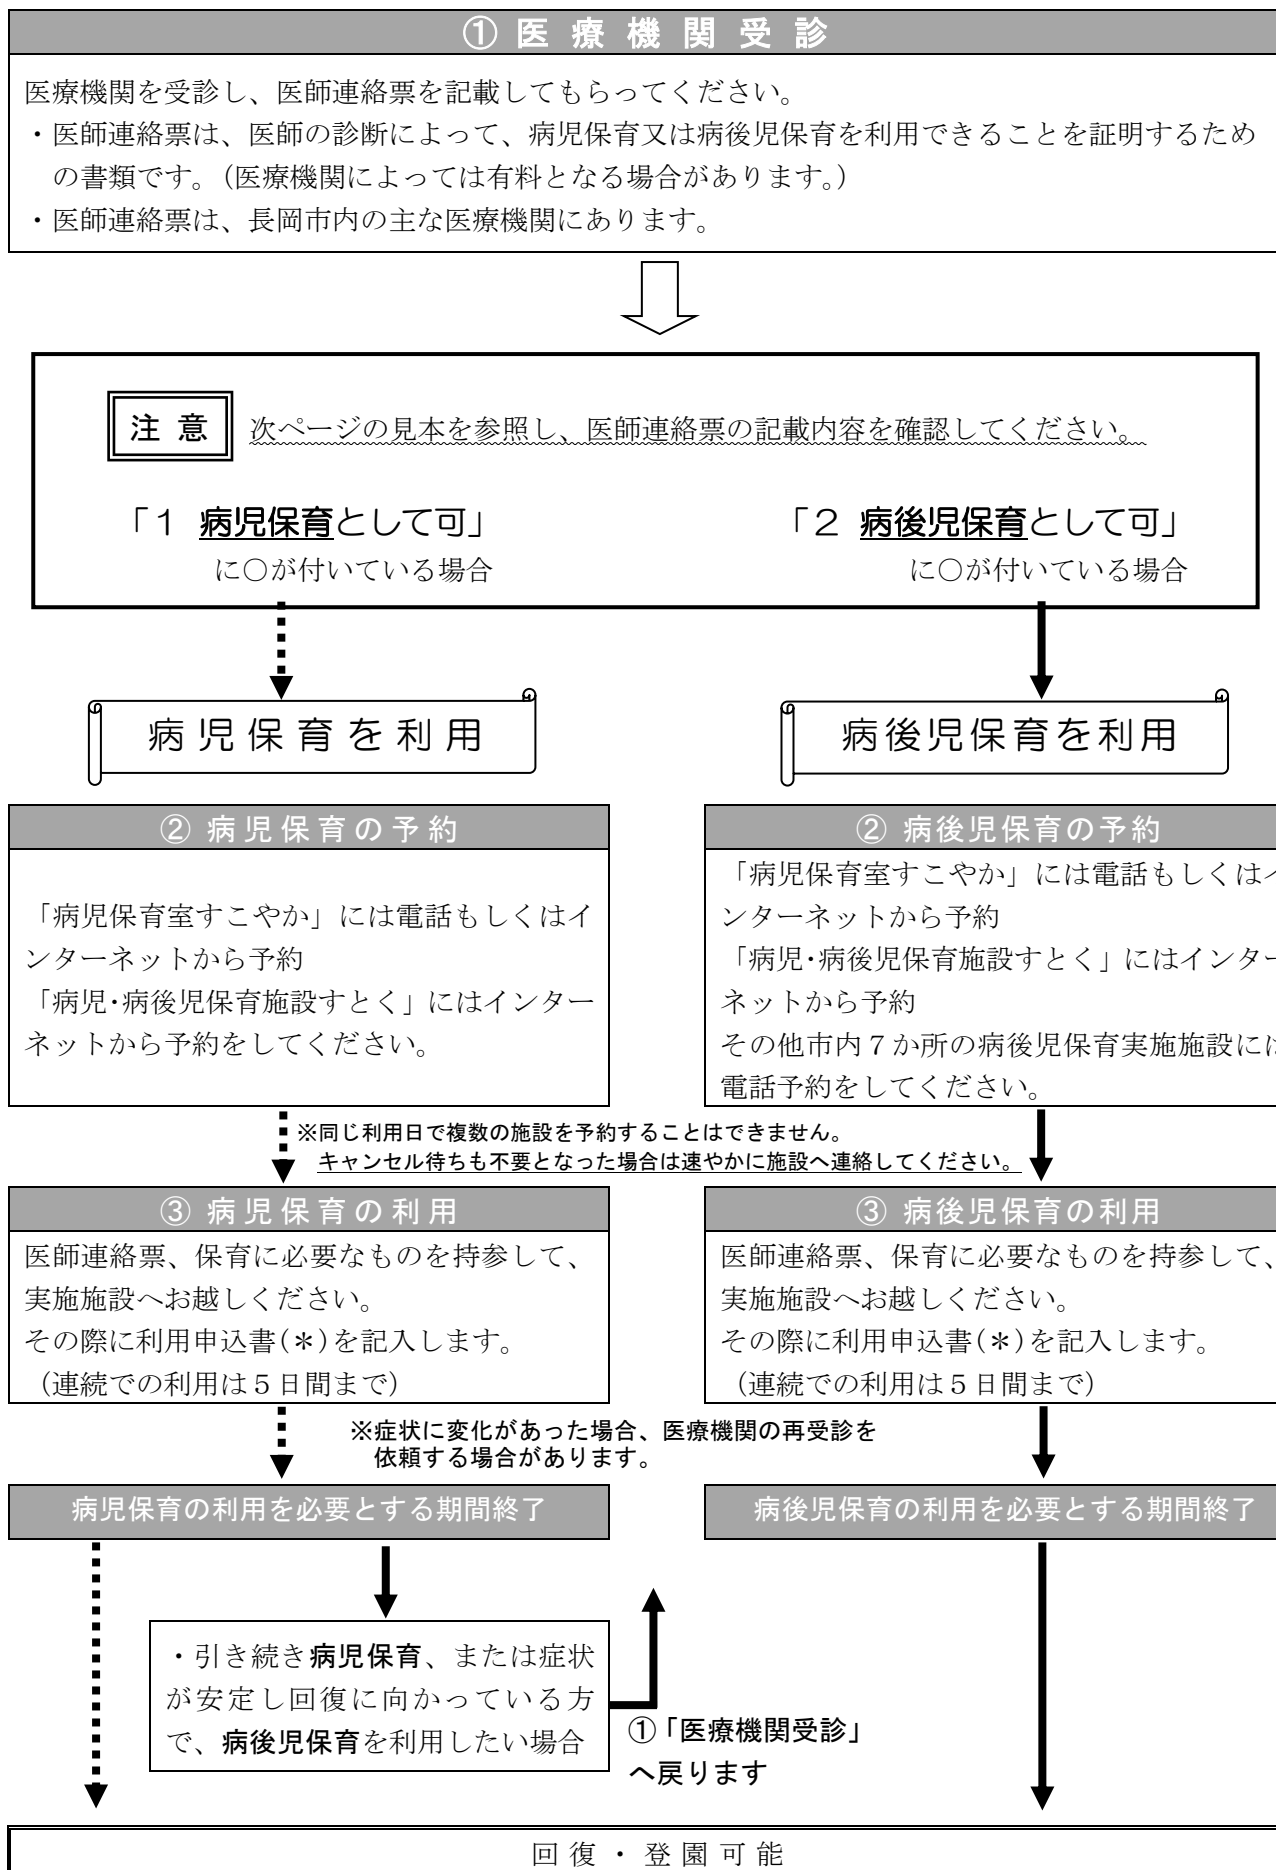 ① 医療機関受診
医療機関を受診し、医師連絡票を記載してもらってください。
・医師連絡票は、医師の診断によって、病児保育又は病後児保育を利用できることを証明するため
の書類です。（医療機関によっては有料となる場合があります。）
・医師連絡票は、長岡市内の主な医療機関にあります。
注 意
次ページの見本を参照し、医師連絡票の記載内容を確認してください。
「１ 病児保育として可」
に○が付いている場合
「２ 病後児保育として可」
に○が付いている場合
病児保育を利用
病後児保育を利用
② 病児保育の予約
「病児保育室すこやか」には電話もしくはイ
ンターネットから予約
「病児・病後児保育施設すとく」にはインター
ネットから予約をしてください。
② 病後児保育の予約
「病児保育室すこやか」には電話もしくはイ
ンターネットから予約
「病児・病後児保育施設すとく」にはインター
ネットから予約
その他市内７か所の病後児保育実施施設には
電話予約をしてください。
※同じ利用日で複数の施設を予約することはできません。
キャンセル待ちも不要となった場合は速やかに施設へ連絡してください。
③ 病児保育の利用
医師連絡票、保育に必要なものを持参して、
実施施設へお越しください。
その際に利用申込書(＊)を記入します。
（連続での利用は５日間まで）
③ 病後児保育の利用
医師連絡票、保育に必要なものを持参して、
実施施設へお越しください。
その際に利用申込書(＊)を記入します。
（連続での利用は５日間まで）
※症状に変化があった場合、医療機関の再受診を
依頼する場合があります。
病児保育の利用を必要とする期間終了
病後児保育の利用を必要とする期間終了
・引き続き病児保育、または症状
が安定し回復に向かっている方
で、病後児保育を利用したい場合
①「医療機関受診」
へ戻ります
回復・登園可能